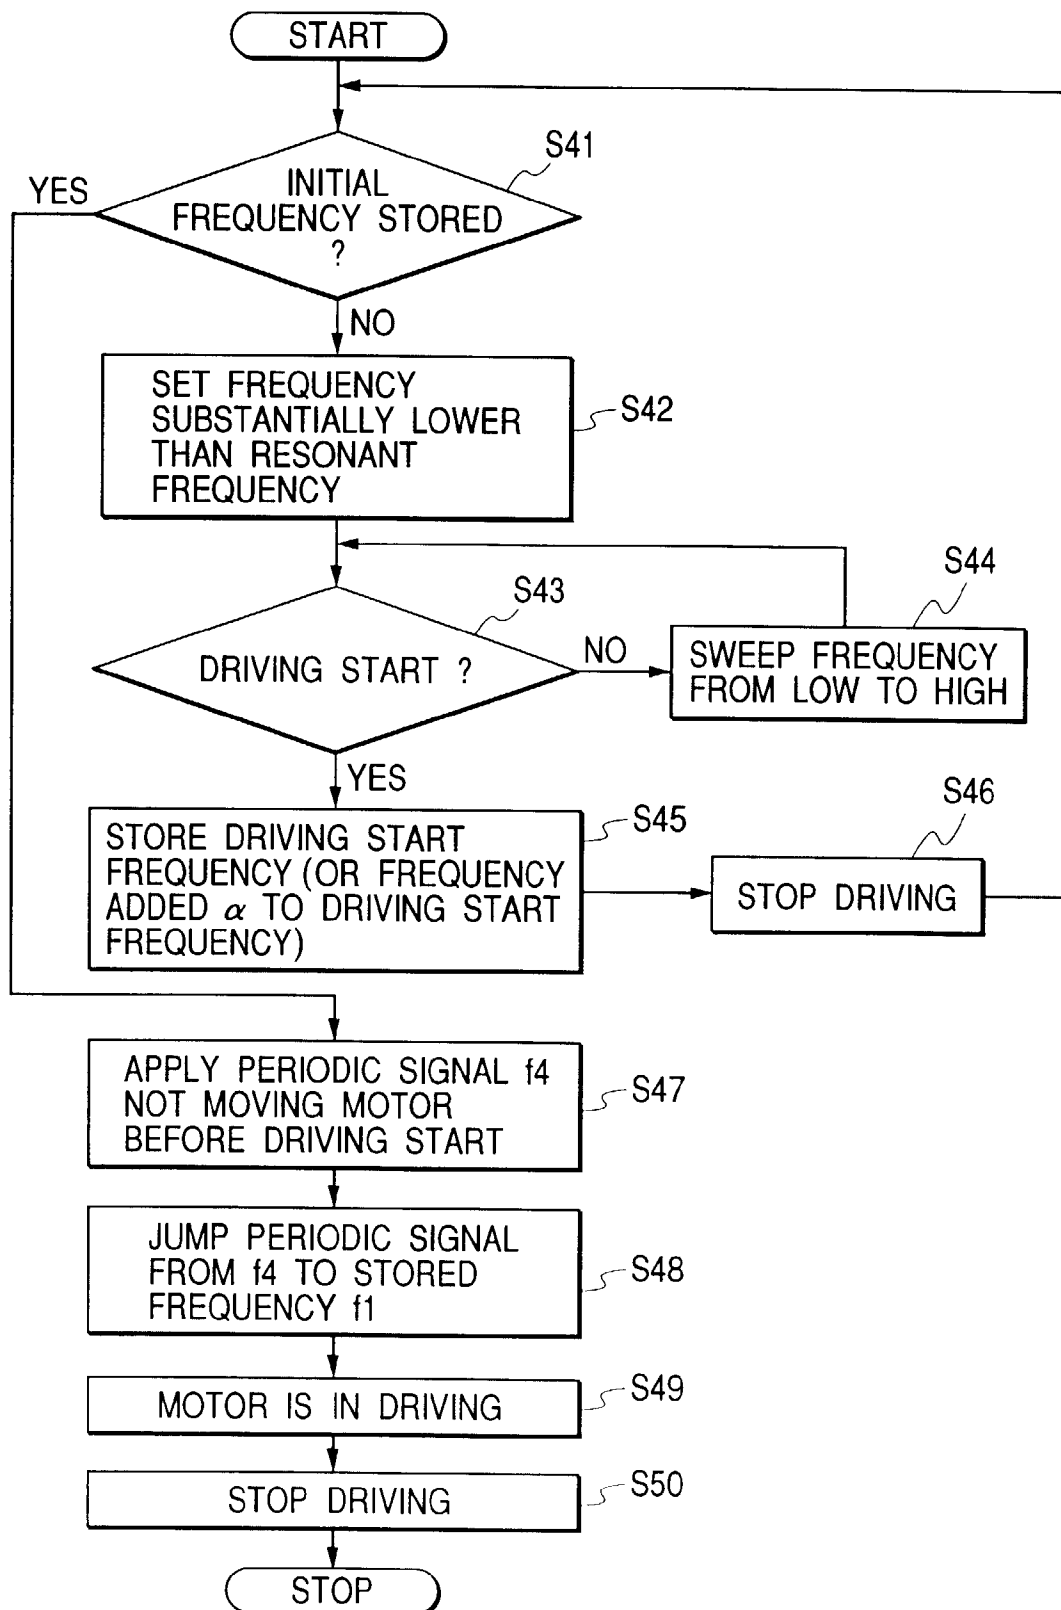 START
S41
YES
INITIAL
FREQUENCY STORED
?
NO
SET FREQUENCY
SUBSTANTIALLY LOWER
THAN RESONANT
FREQUENCY
S42
S43
S44
DRIVING START ?
NO
SWEEP FREQUENCY
FROM LOW TO HIGH
YES
S45
S46
STORE DRIVING START
FREQUENCY (OR FREQUENCY
ADDED α TO DRIVING START
FREQUENCY)
STOP DRIVING
APPLY PERIODIC SIGNAL f4
NOT MOVING MOTOR
BEFORE DRIVING START
S47
JUMP PERIODIC SIGNAL
FROM f4 TO STORED
FREQUENCY f1
S48
MOTOR IS IN DRIVING
S49
STOP DRIVING
S50
STOP